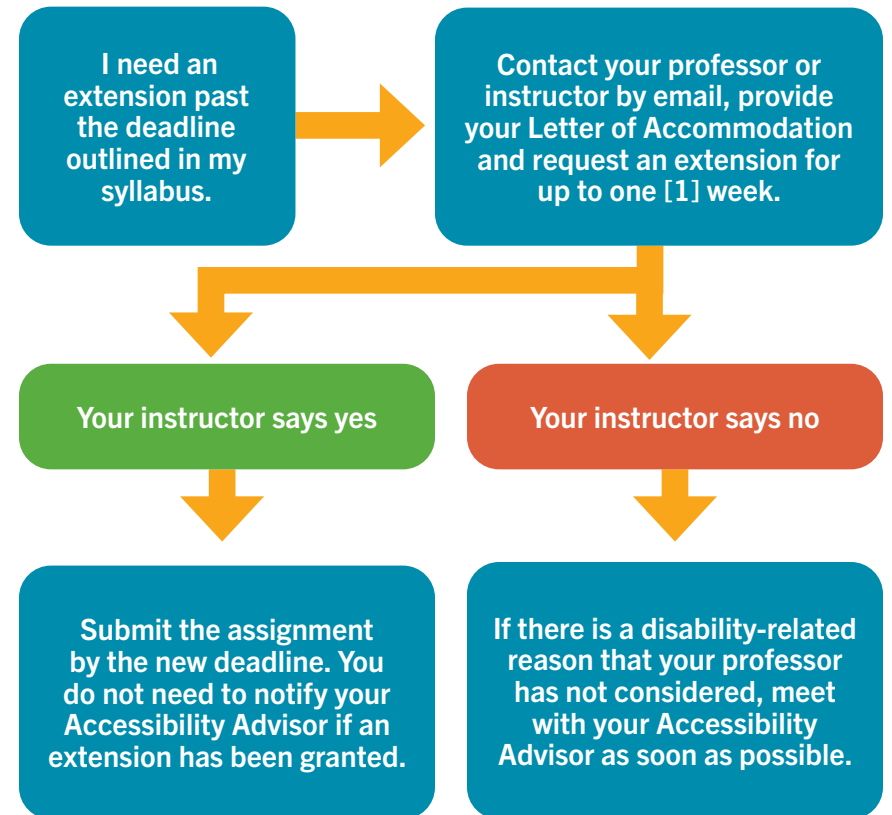 I need an
extension past
the deadline
outlined in my
syllabus.
Contact your professor or
instructor by email, provide
your Letter of Accommodation
and request an extension for
up to one [1] week.
Your instructor says yes
Your instructor says no
Submit the assignment
by the new deadline. You
do not need to notify your
Accessibility Advisor if an
extension has been granted.
If there is a disability-related
reason that your professor
has not considered, meet
with your Accessibility
Advisor as soon as possible.